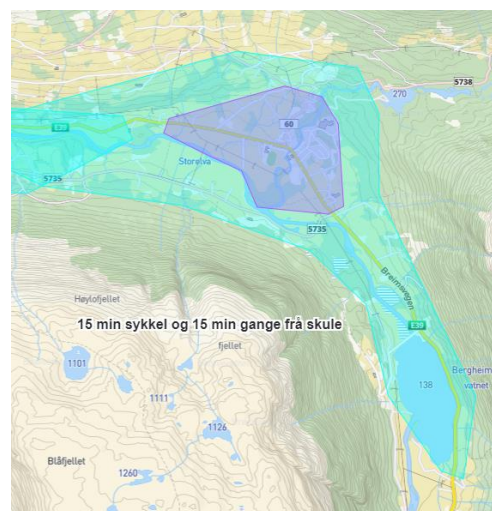 5738
270
E39
60
Storelva
5735
5735
Breimsvegen
Høylofjellet
15 min sykkel og 15 min gange frå skule
E39
fjellet
1101
Bergheim
138
vatnet
1111
1126
Blåfjellet
1260